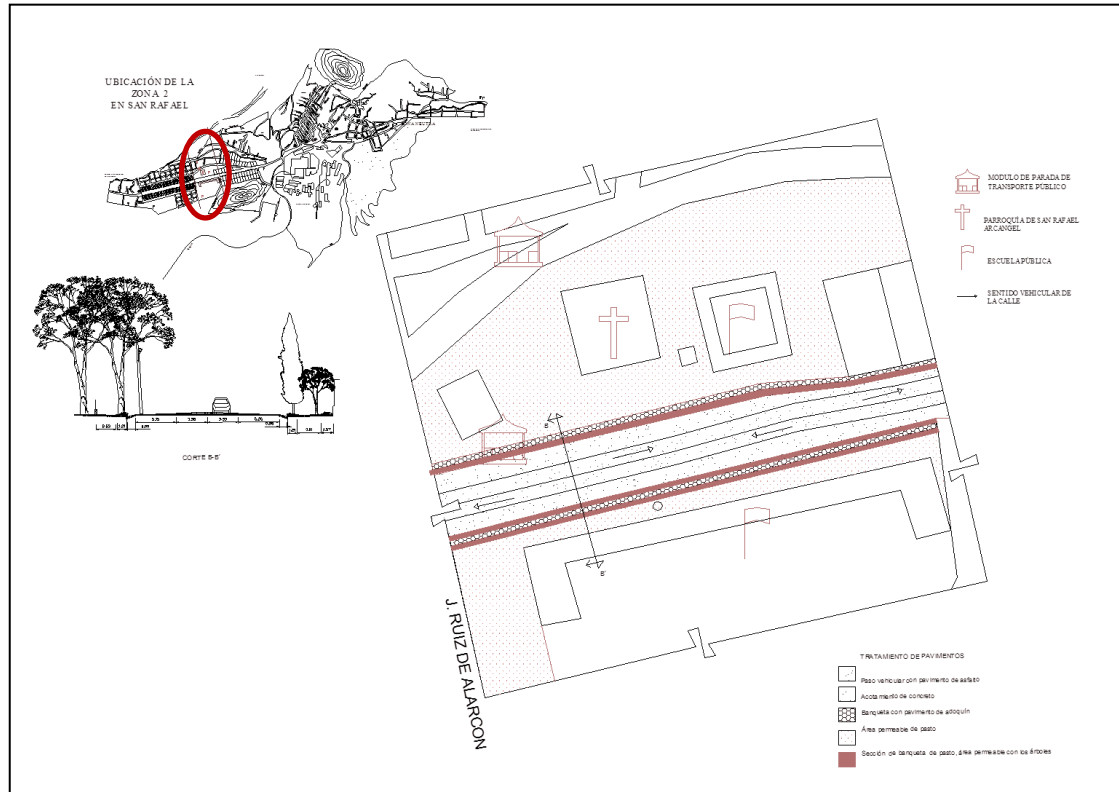 UBICACIÓN DE LA
ZONA 2
EN SAN RAFAEL
MODULO DE PARADA DE
TRANSPORTE PÚBLICO
PARROQUÍA DE SAN RAFAEL
ARCANGEL
ESCUELA PÚBLICA
SENTIDO VEHICULAR DE
LA CALLE
CORTE B-B'
B
B'
J. RUIZ DE ALARCON
TRATAMIENTO DE PAVIMENTOS
Paso vehicular con pavimento de asfalto
Acotamiento de concreto
Banqueta con pavimento de adoquín
Área permeable de pasto
Sección de banqueta de pasto, área permeable con los árboles